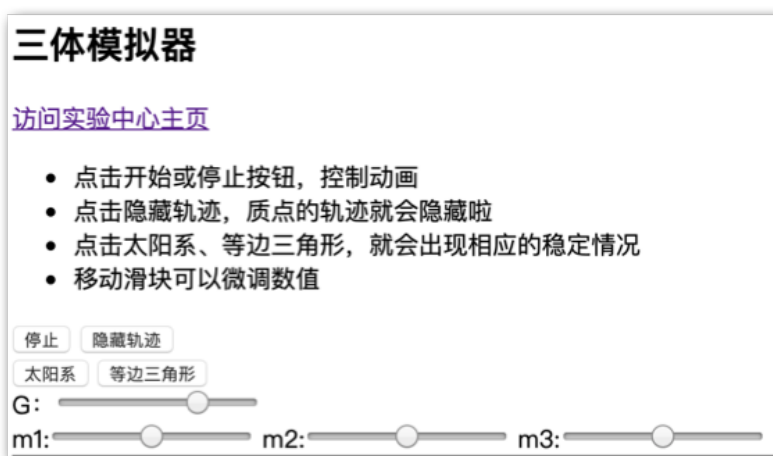 三体模拟器
访问实验中心主页
点击开始或停止按钮，控制动画
点击隐藏轨迹，质点的轨迹就会隐藏啦
点击太阳系、等边三角形，就会出现相应的稳定情况
移动滑块可以微调数值
停止 隐藏轨迹
太阳系 等边三角形
G：
m1: m2: m3: